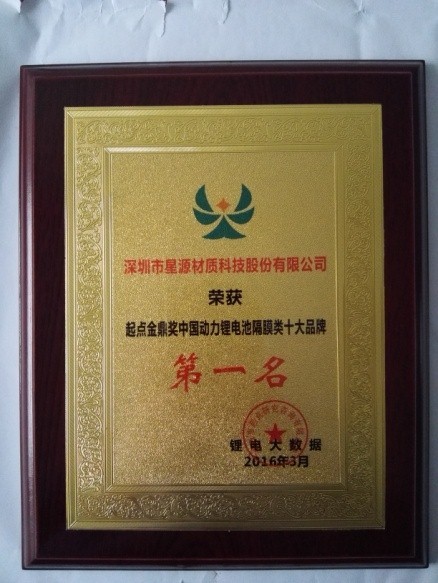 深圳市星源材质科技股份有限公司
荣获
起点金鼎奖中国动力锂电池隔膜类十大品牌
第一名
锂电大数据
2016年3月